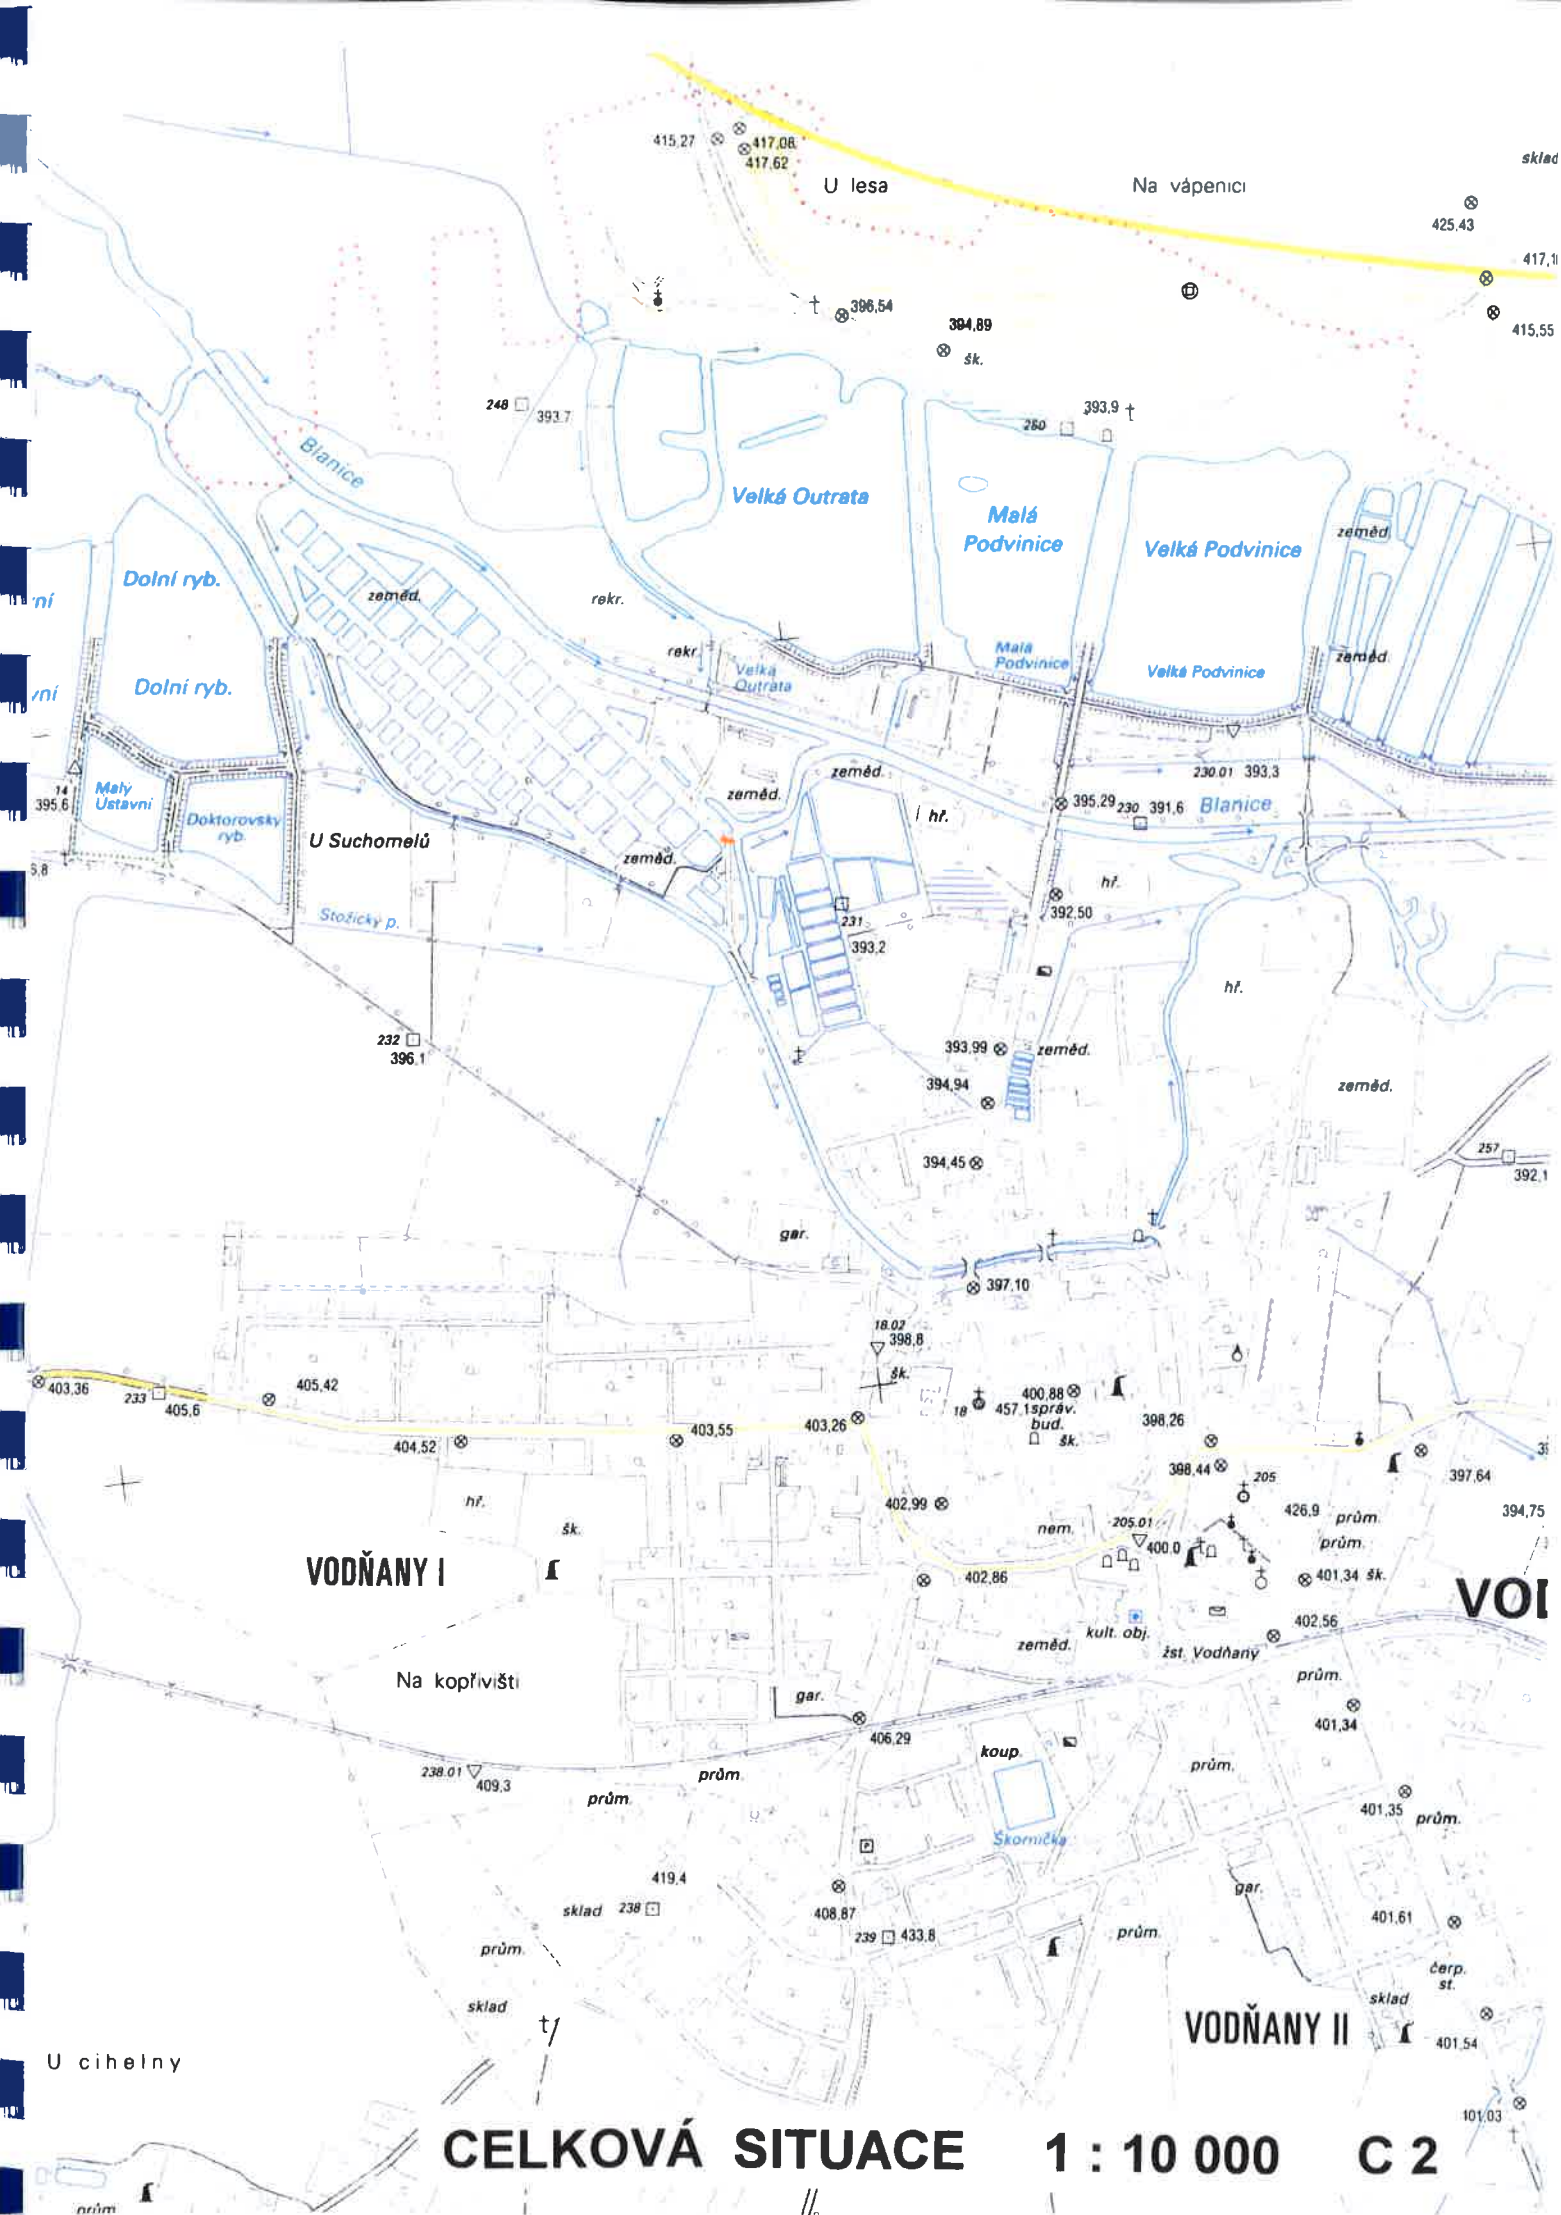 415,27
417,08
417,62
U lesa
Na vápenici
sklad
425,43
415,55
396,54
394,89
šk.
248
393.7
393,9
Blanice
Velká Outrata
Malá
Podvinice
Velká Podvinice
zeměd.
Dolní ryb.
zeměd.
rekr.
rekr.
Velká
Outrata
Malá
Podvinice
Velká Podvinice
zeměd.
Dolní ryb.
14
395.6
Malý
Ustavní
Doktorovský
ryb.
U Suchomelů
zeměd.
zeměd.
zeměd.
hř.
395,29
230
391,6
230.01
393,3
Blanice
hř.
392,50
Stožický p.
231
393,2
hř.
232
396,1
393,99
zeměd.
394,94
zeměd.
394,45
257
392,1
gar.
397,10
18.02
398,8
šk.
403,36
233
405,6
405,42
404,52
403,55
403,26
18
457,1
400,88
správ.
bud.
šk.
398,26
398,44
205
397,64
394,75
hř.
šk.
402,99
nem.
205.01
400.0
426,9
prům.
prům.
401,34 šk.
VODŇANY I
402,86
402,56
kult. obj.
zeměd.
žst. Vodňany
prům.
Na kopřivišti
gar.
406,29
401,34
238.01
409,3
prům.
prům.
koup.
prům.
401,35
prům.
Škornička
419,4
sklad
238
408,87
239
433,8
gar.
401,61
prům.
prům.
čerp.
st.
sklad
sklad
VODŇANY II
401,54
U cihelny
101,03
CELKOVÁ SITUACE 1 : 10 000 C 2
prům